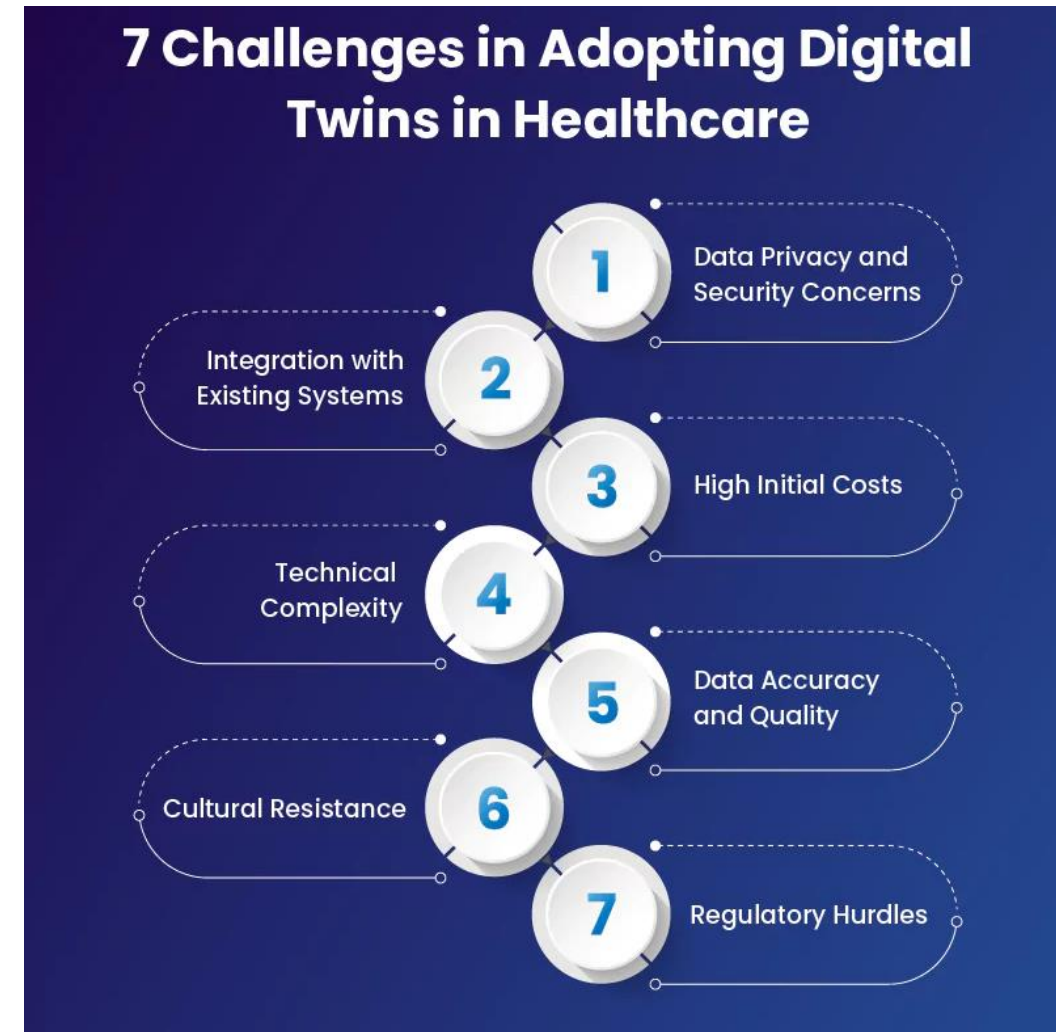 7 Challenges in Adopting Digital
Twins in Healthcare
1
Data Privacy and
Security Concerns
2
Integration with
Existing Systems
3
High Initial Costs
4
Technical
Complexity
5
Data Accuracy
and Quality
6
Cultural Resistance
7
Regulatory Hurdles